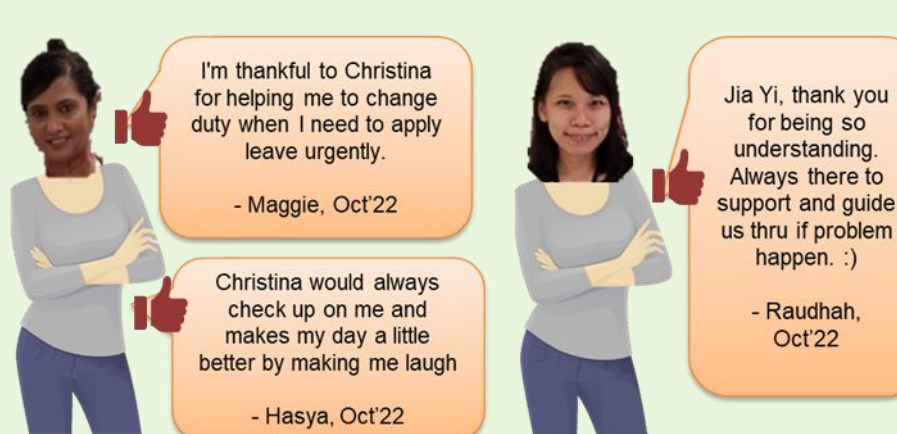 I'm thankful to Christina
for helping me to change
duty when I need to apply
leave urgently.
- Maggie, Oct'22
Christina would always
check up on me and
makes my day a little
better by making me laugh
- Hasya, Oct'22
Jia Yi, thank you
for being so
understanding.
Always there to
support and guide
us thru if problem
happen. :)
- Raudhah,
Oct'22